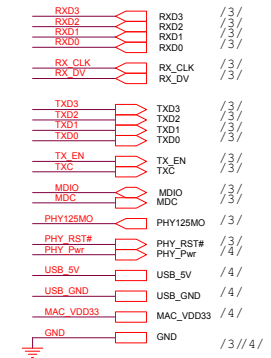 RXD3 RXD3 /3/
RXD2 RXD2 /3/
RXD1 RXD1 /3/
RXD0 RXD0 /3/
RX_CLK RX_CLK /3/
RX_DV RX_DV /3/
TXD3 TXD3 /3/
TXD2 TXD2 /3/
TXD1 TXD1 /3/
TXD0 TXD0 /3/
TX_EN TX_EN /3/
TXC TXC /3/
MDIO MDIO /3/
MDC MDC /3/
PHY125MO PHY125MO /3/
PHY_RST# PHY_RST# /3/
PHY_Pwr PHY_Pwr /4/
USB_5V USB_5V /4/
USB_GND USB_GND /4/
MAC_VDD33 MAC_VDD33 /4/
GND GND /3//4/